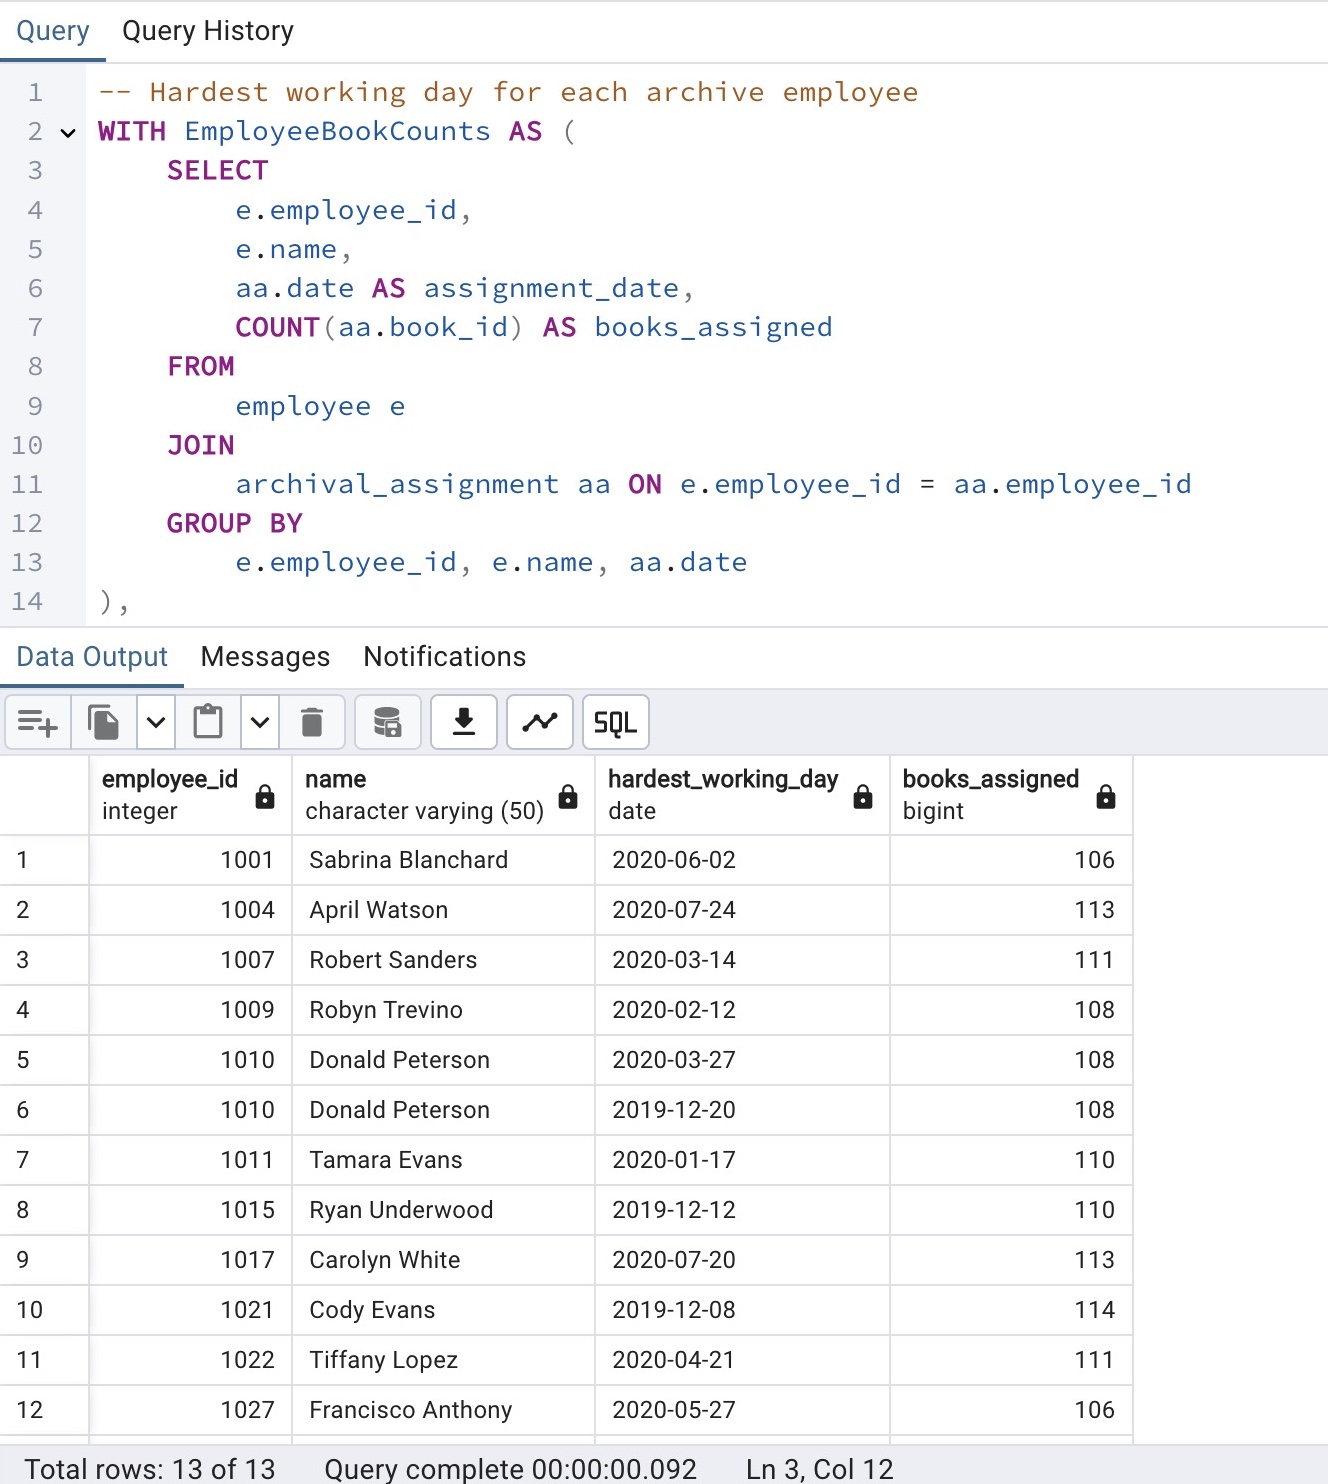 Query Query History
1 -- Hardest working day for each archive employee
2 WITH EmployeeBookCounts AS (
3 SELECT
4 e.employee_id,
5 e.name,
6 aa.date AS assignment_date,
7 COUNT(aa.book_id) AS books_assigned
8 FROM
9 employee e
10 JOIN
11 archival_assignment aa ON e.employee_id = aa.employee_id
12 GROUP BY
13 e.employee_id, e.name, aa.date
14 ),
Data Output Messages Notifications
SQL
employee_id name hardest_working_day books_assigned
integer character varying (50) date bigint
1 1001 Sabrina Blanchard 2020-06-02 106
2 1004 April Watson 2020-07-24 113
3 1007 Robert Sanders 2020-03-14 111
4 1009 Robyn Trevino 2020-02-12 108
5 1010 Donald Peterson 2020-03-27 108
6 1010 Donald Peterson 2019-12-20 108
7 1011 Tamara Evans 2020-01-17 110
8 1015 Ryan Underwood 2019-12-12 110
9 1017 Carolyn White 2020-07-20 113
10 1021 Cody Evans 2019-12-08 114
11 1022 Tiffany Lopez 2020-04-21 111
12 1027 Francisco Anthony 2020-05-27 106
Total rows: 13 of 13 Query complete 00:00:00.092 Ln 3, Col 12